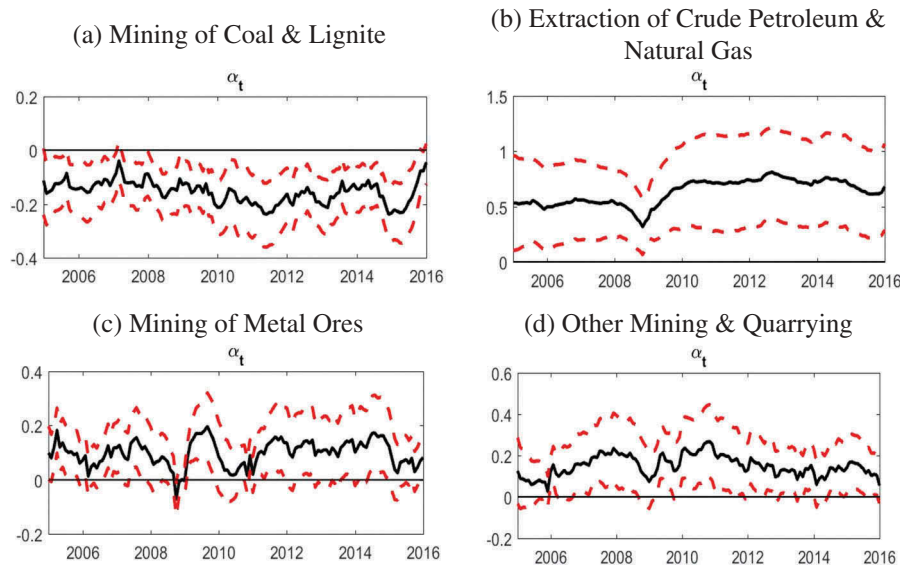 (a) Mining of Coal & Lignite
α_t
0.2
0
-0.2
-0.4
2006 2008 2010 2012 2014 2016
(b) Extraction of Crude Petroleum &
Natural Gas
α_t
1.5
1
0.5
0
2006 2008 2010 2012 2014 2016
(c) Mining of Metal Ores
α_t
0.4
0.2
0
-0.2
2006 2008 2010 2012 2014 2016
(d) Other Mining & Quarrying
α_t
0.6
0.4
0.2
0
-0.2
2006 2008 2010 2012 2014 2016